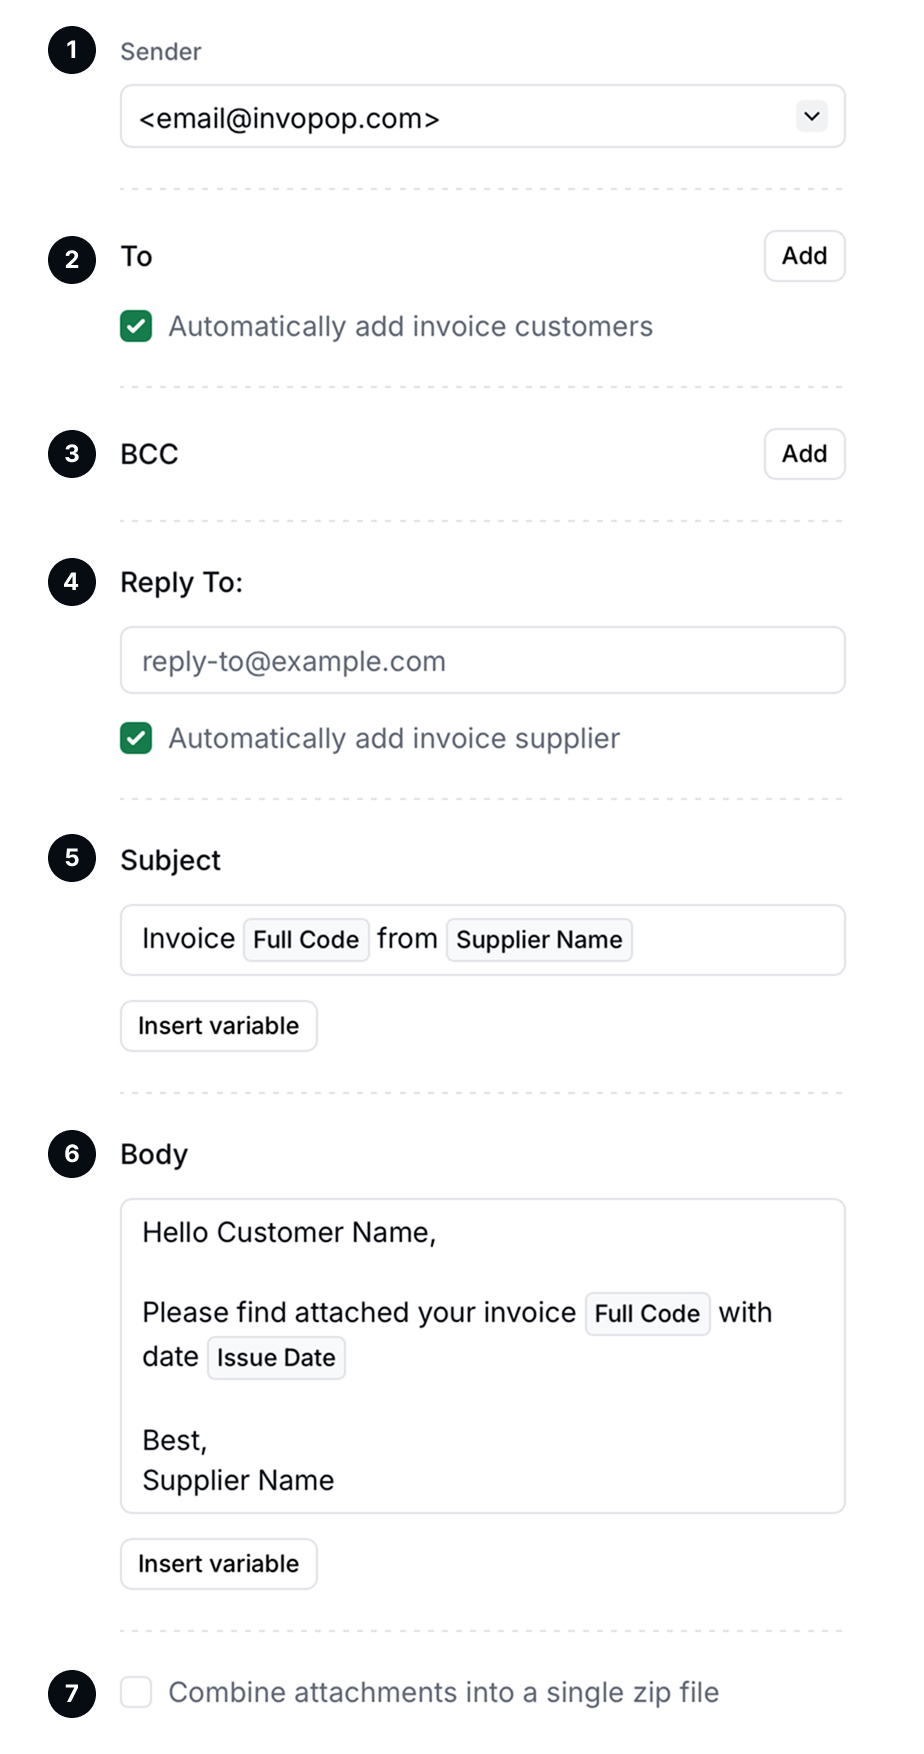 1 Sender
<email@invopop.com>
2 To Add
Automatically add invoice customers
3 BCC Add
4 Reply To:
reply-to@example.com
Automatically add invoice supplier
5 Subject
Invoice Full Code from Supplier Name
Insert variable
6 Body
Hello Customer Name,
Please find attached your invoice Full Code with
date Issue Date
Best,
Supplier Name
Insert variable
7 Combine attachments into a single zip file